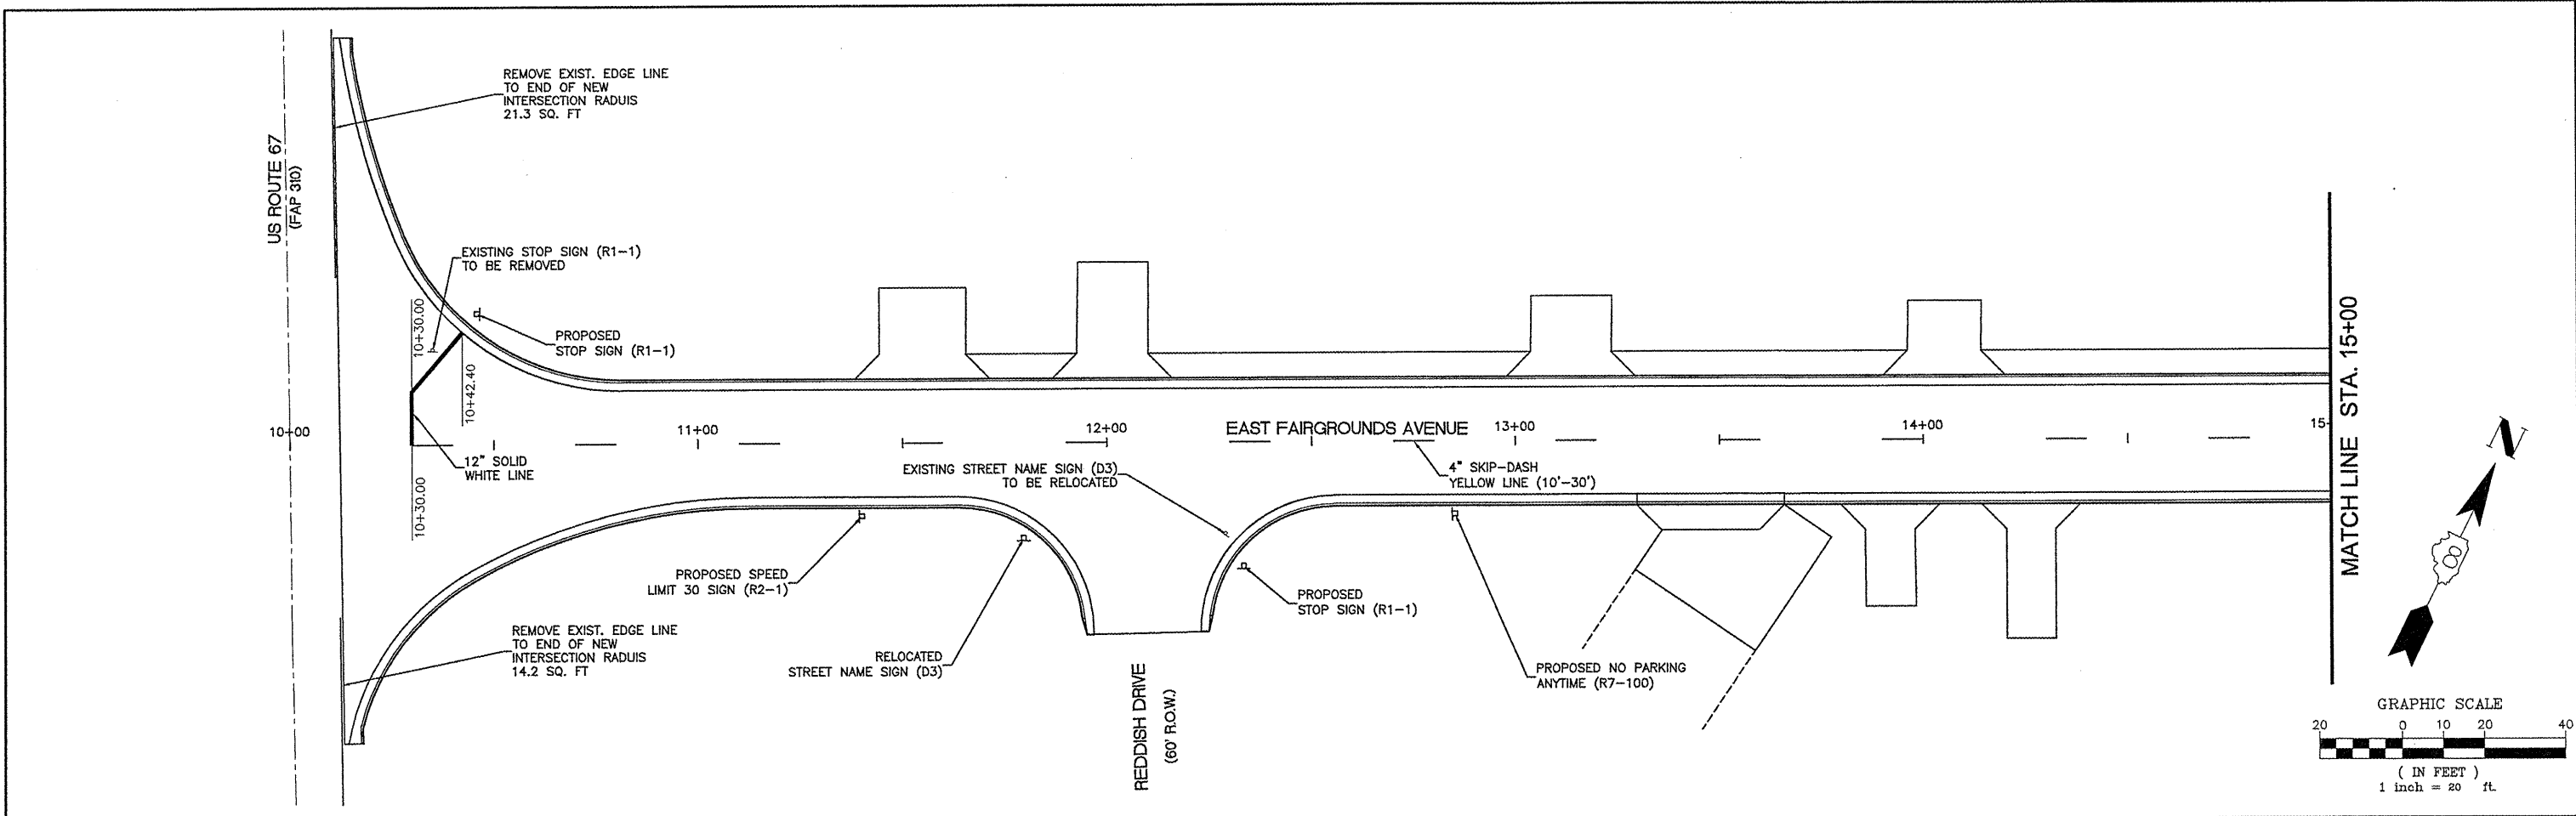 REMOVE EXIST. EDGE LINE
TO END OF NEW
INTERSECTION RADUIS
21.3 SQ. FT
US ROUTE 67
(FAP 310)
EXISTING STOP SIGN (R1-1)
TO BE REMOVED
10+30.00
PROPOSED
STOP SIGN (R1-1)
10+42.40
10+00
11+00
12+00
EAST FAIRGROUNDS AVENUE
13+00
14+00
15
MATCH LINE STA. 15+00
12" SOLID
WHITE LINE
10+30.00
EXISTING STREET NAME SIGN (D3)
TO BE RELOCATED
4" SKIP-DASH
YELLOW LINE (10'-30')
PROPOSED SPEED
LIMIT 30 SIGN (R2-1)
PROPOSED
STOP SIGN (R1-1)
REMOVE EXIST. EDGE LINE
TO END OF NEW
INTERSECTION RADUIS
14.2 SQ. FT
RELOCATED
STREET NAME SIGN (D3)
REDDISH DRIVE
(60' R.O.W.)
PROPOSED NO PARKING
ANYTIME (R7-100)
N
GRAPHIC SCALE
20 0 10 20 40
( IN FEET )
1 inch = 20 ft.